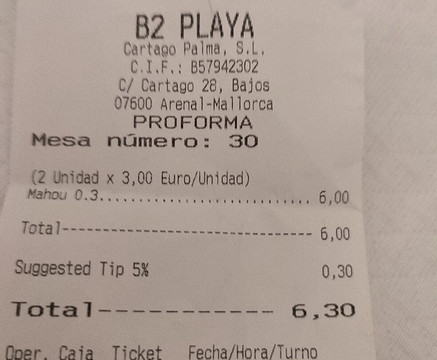 B2 PLAYA
Cartago Palma, S.L.
C.I.F.: B57942302
C/ Cartago 28, Bajos
07600 Arenal-Mallorca
PROFORMA
Mesa número: 30
(2 Unidad x 3,00 Euro/Unidad)
Mahou 0.3.............................. 6,00
Total------------------------------ 6,00
Suggested Tip 5% 0,30
Total----------- 6,30
Oper. Caja Ticket Fecha/Hora/Turno